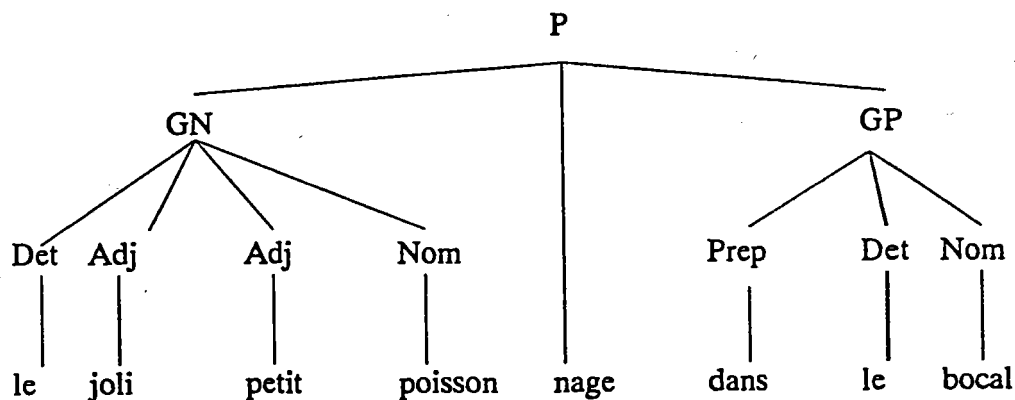 P
GN GP
Det Adj Adj Nom Prep Det Nom
le joli petit poisson nage dans le bocal